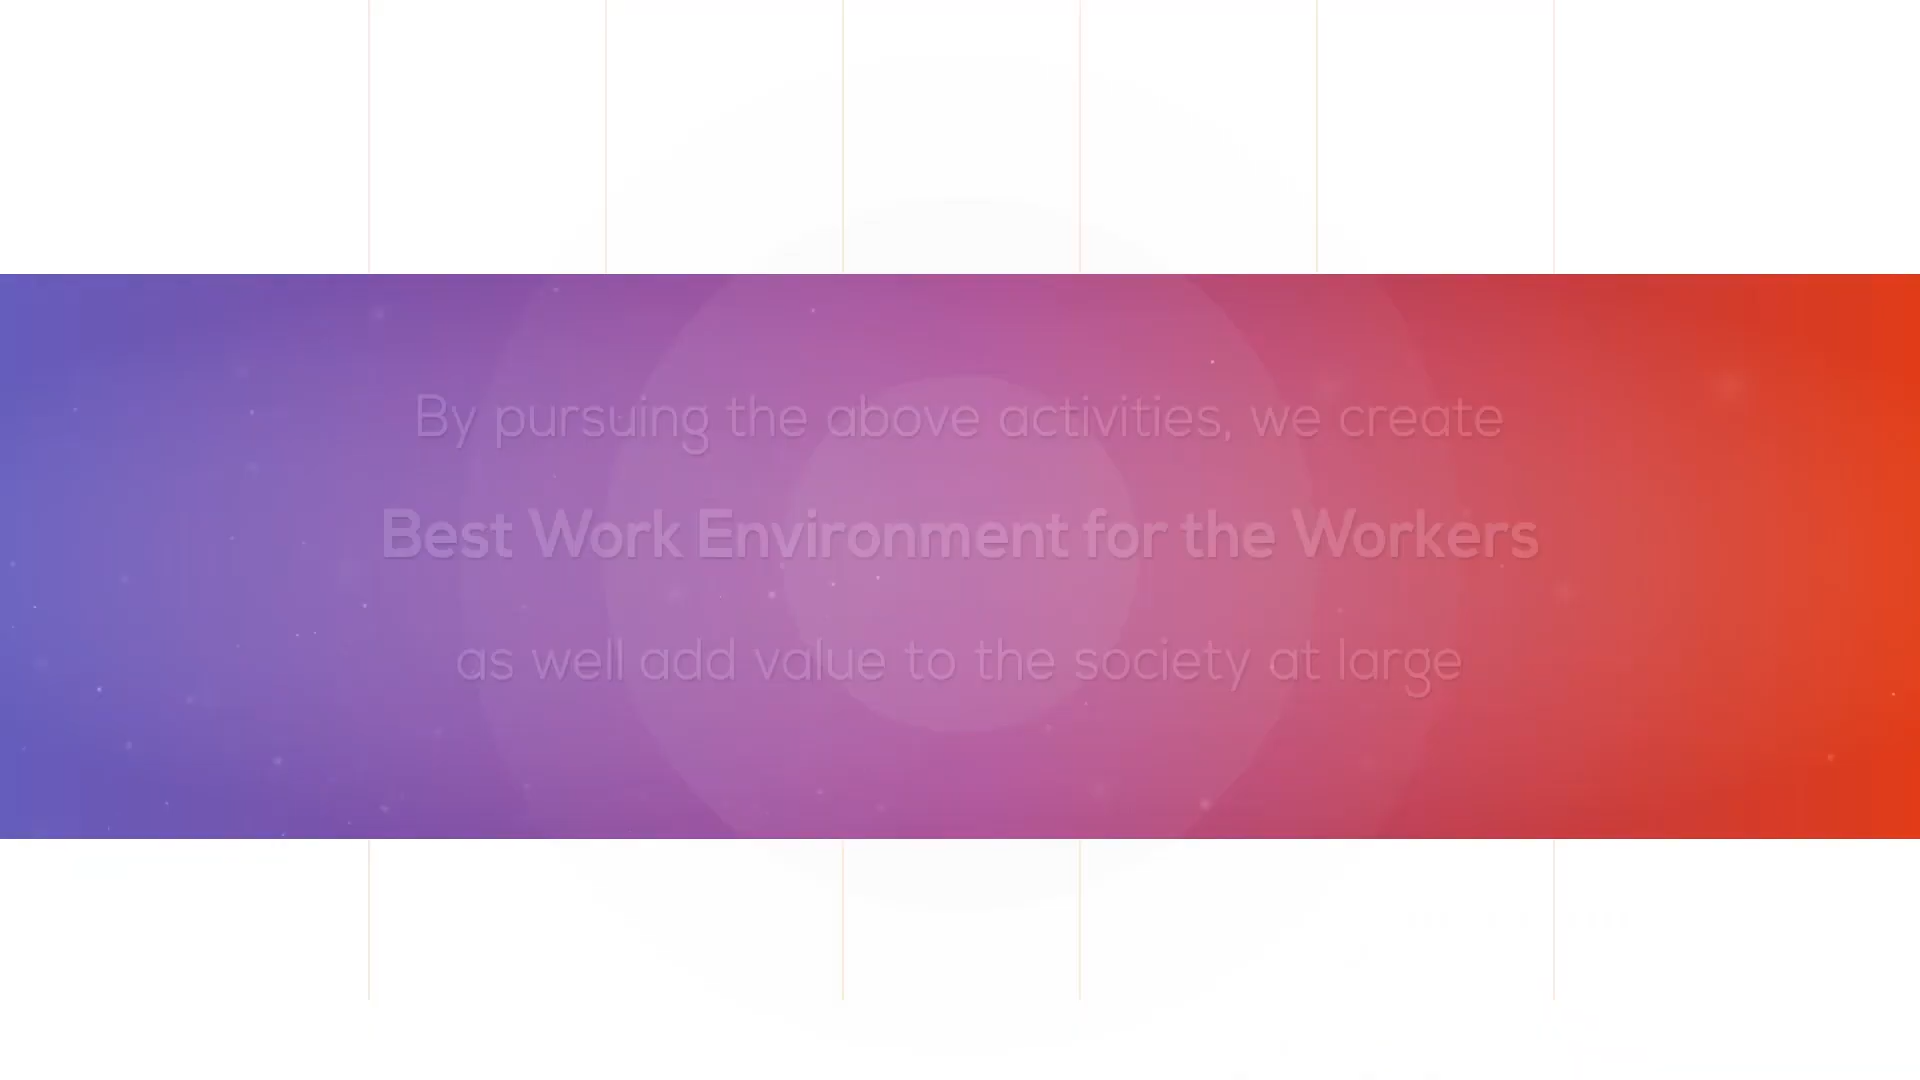 By pursuing the above activities, we create
Best Work Environment for the Workers
as well add value to the society at large